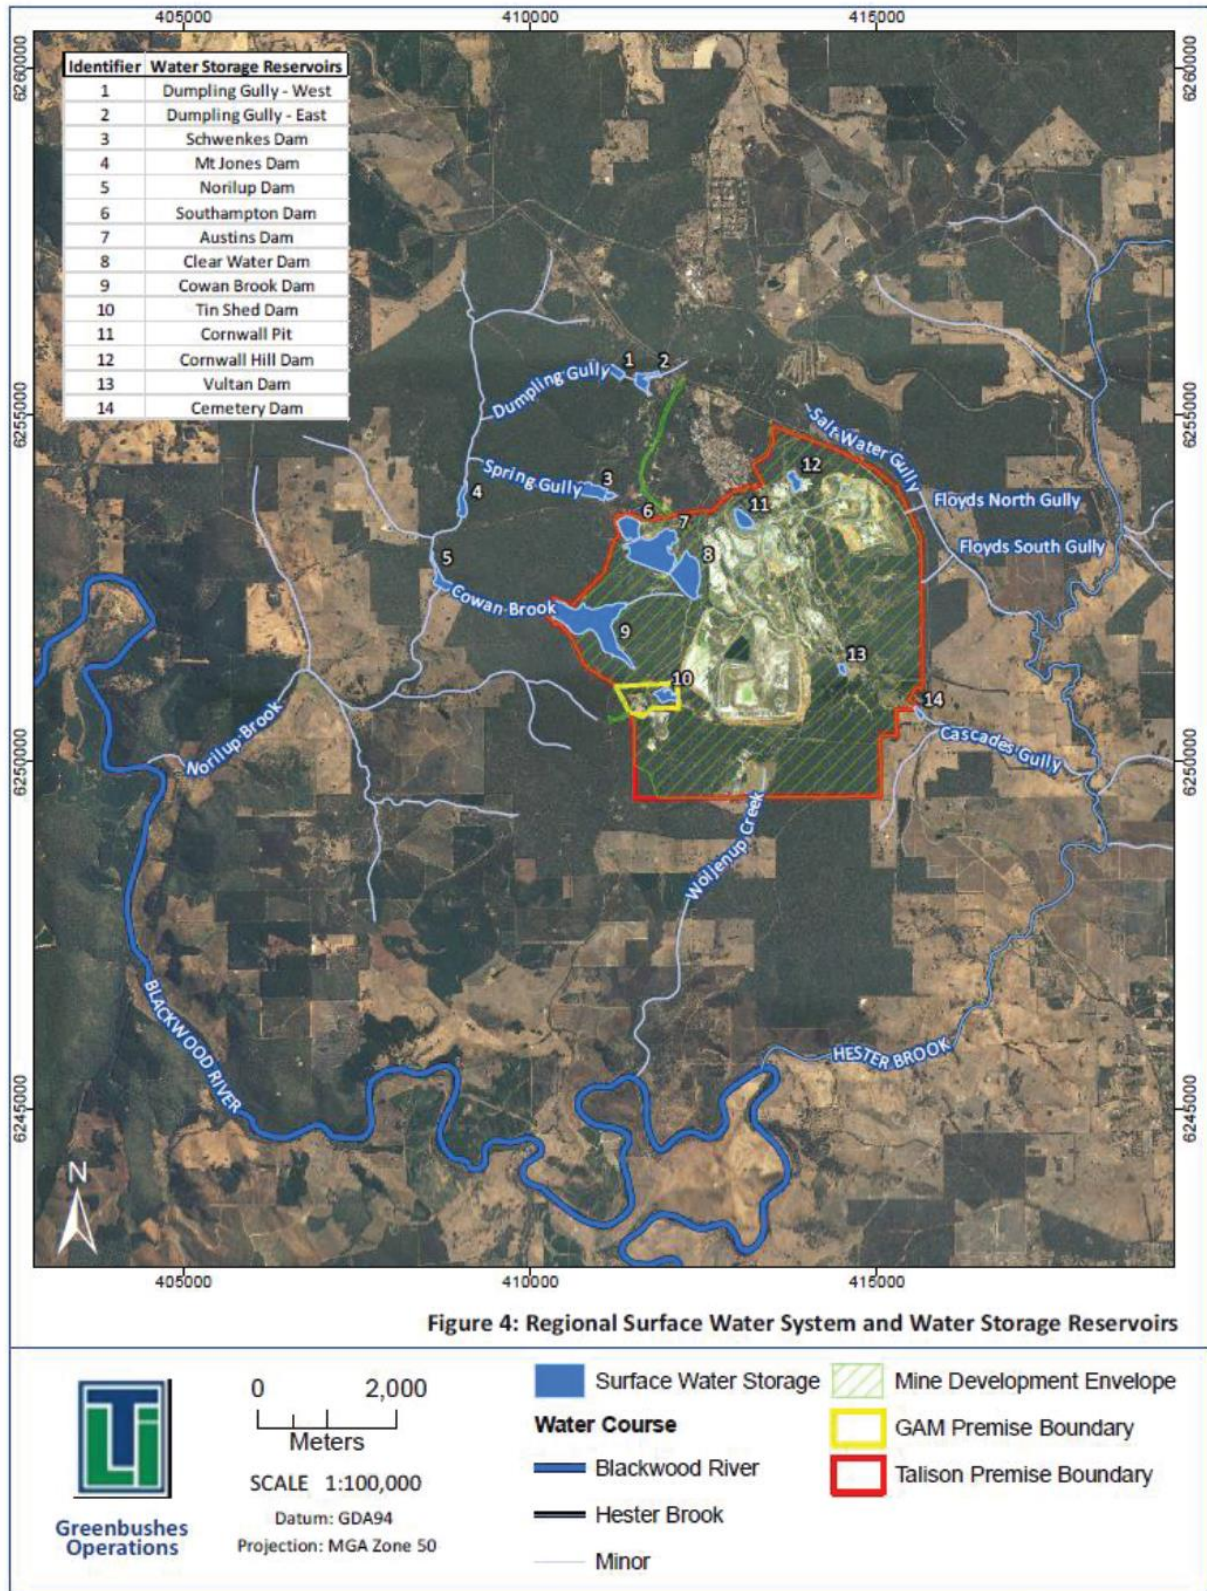 405000 410000 415000
6260000 6260000
Identifier Water Storage Reservoirs
1 Dumpling Gully - West
2 Dumpling Gully - East
3 Schwenkes Dam
4 Mt Jones Dam
5 Norilup Dam
6 Southampton Dam
7 Austins Dam
8 Clear Water Dam
9 Cowan Brook Dam
10 Tin Shed Dam
11 Cornwall Pit
12 Cornwall Hill Dam
13 Vultan Dam
14 Cemetery Dam
1 2
Dumpling Gully
6255000 6255000
Salt Water Gully
Spring Gully 3
12
4
Floyds North Gully
6 7 11
Floyds South Gully
5 8
Cowan Brook
9
13
10
14
Cascades Gully
Norilup Brook
6250000 6250000
Woljenup Creek
BLACKWOOD RIVER
HESTER BROOK
6245000 6245000
N
405000 410000 415000
Figure 4: Regional Surface Water System and Water Storage Reservoirs
TLi
Greenbushes
Operations
0 2,000
Meters
SCALE 1:100,000
Datum: GDA94
Projection: MGA Zone 50
Surface Water Storage
Water Course
Blackwood River
Hester Brook
Minor
Mine Development Envelope
GAM Premise Boundary
Talison Premise Boundary